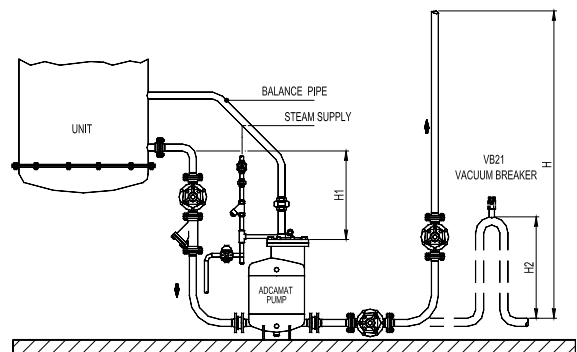 BALANCE PIPE
STEAM SUPPLY
UNIT
VB21
VACUUM BREAKER
H
H1
H2
ADCAMAT
PUMP